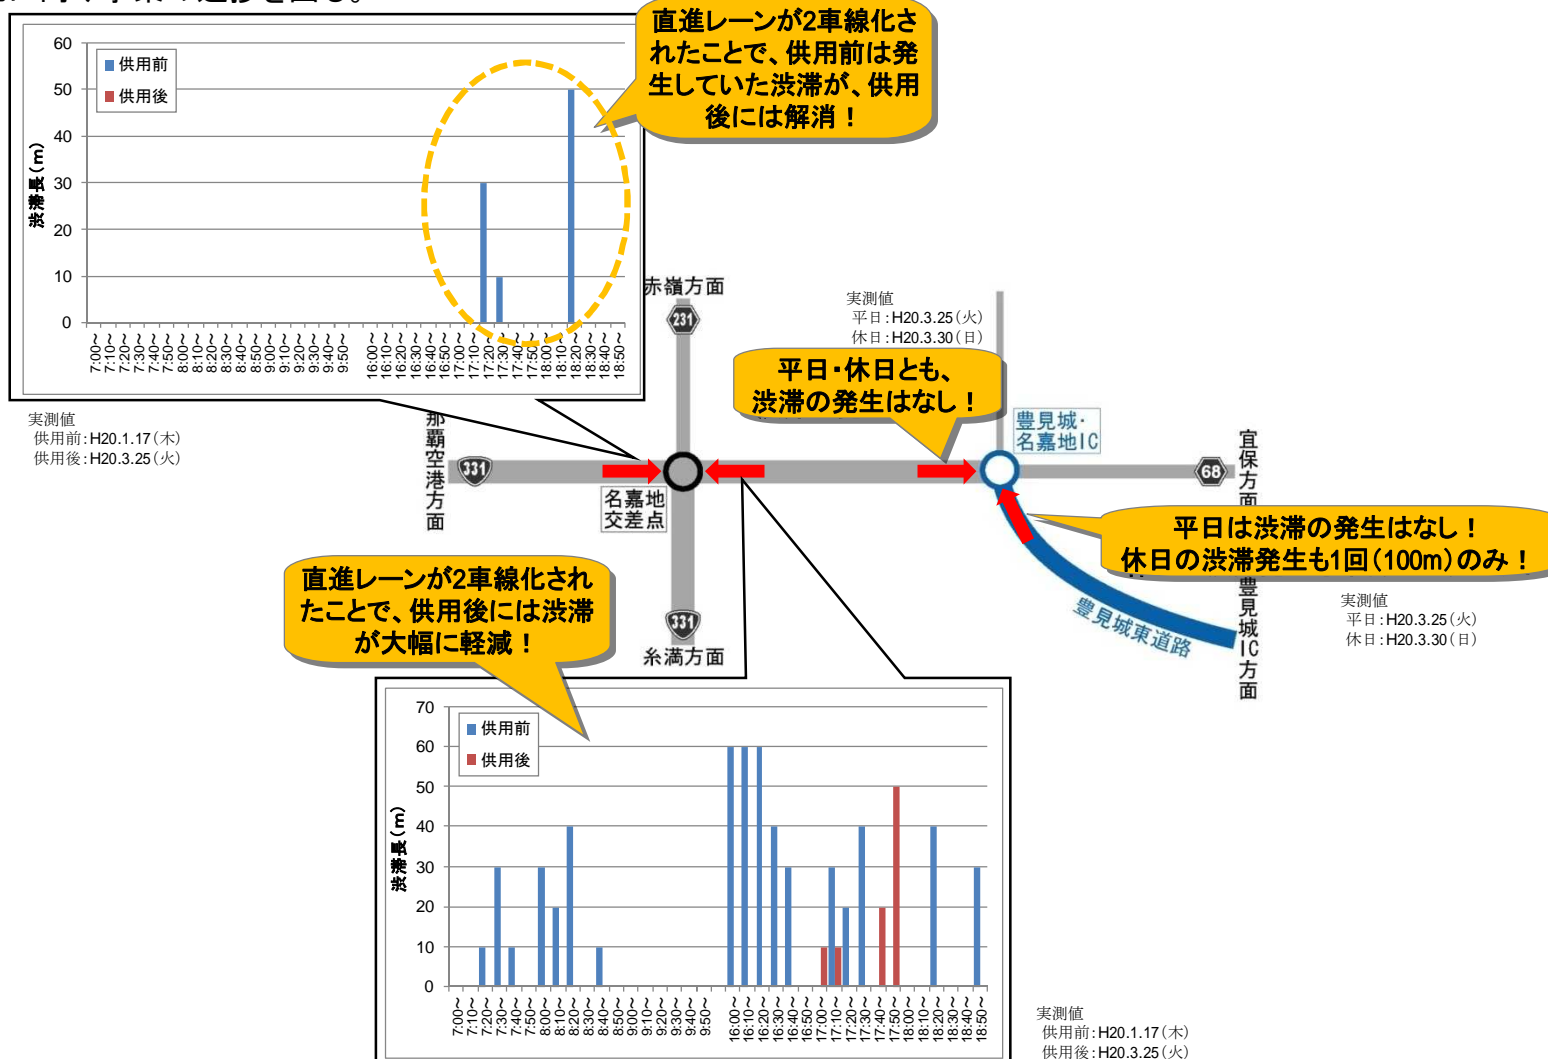 直進レーンが2車線化さ
れたことで、供用前は発
生していた渋滞が、供用
後には解消！
60
50
40
30
20
10
0
渋滞長(m)
供用前
供用後
7:00～
7:10～
7:20～
7:30～
7:40～
7:50～
8:00～
8:10～
8:20～
8:30～
8:40～
8:50～
9:00～
9:10～
9:20～
9:30～
9:40～
9:50～
16:00～
16:10～
16:20～
16:30～
16:40～
16:50～
17:00～
17:10～
17:20～
17:30～
17:40～
17:50～
18:00～
18:10～
18:20～
18:30～
18:40～
18:50～
実測値
供用前：H20.1.17(木)
供用後：H20.3.25(火)
赤嶺方面
231
実測値
平日：H20.3.25(火)
休日：H20.3.30(日)
平日・休日とも、
渋滞の発生はなし！
那覇空港方面
331
名嘉地
交差点
豊見城・
名嘉地IC
68
宜保方面
平日は渋滞の発生はなし！
休日の渋滞発生も1回(100m)のみ！
豊見城東道路
豊見城IC方面
実測値
平日：H20.3.25(火)
休日：H20.3.30(日)
331
糸満方面
直進レーンが2車線化され
たことで、供用後には渋滞
が大幅に軽減！
70
60
50
40
30
20
10
0
渋滞長(m)
供用前
供用後
7:00～
7:10～
7:20～
7:30～
7:40～
7:50～
8:00～
8:10～
8:20～
8:30～
8:40～
8:50～
9:00～
9:10～
9:20～
9:30～
9:40～
9:50～
16:00～
16:10～
16:20～
16:30～
16:40～
16:50～
17:00～
17:10～
17:20～
17:30～
17:40～
17:50～
18:00～
18:10～
18:20～
18:30～
18:40～
18:50～
実測値
供用前：H20.1.17(木)
供用後：H20.3.25(火)